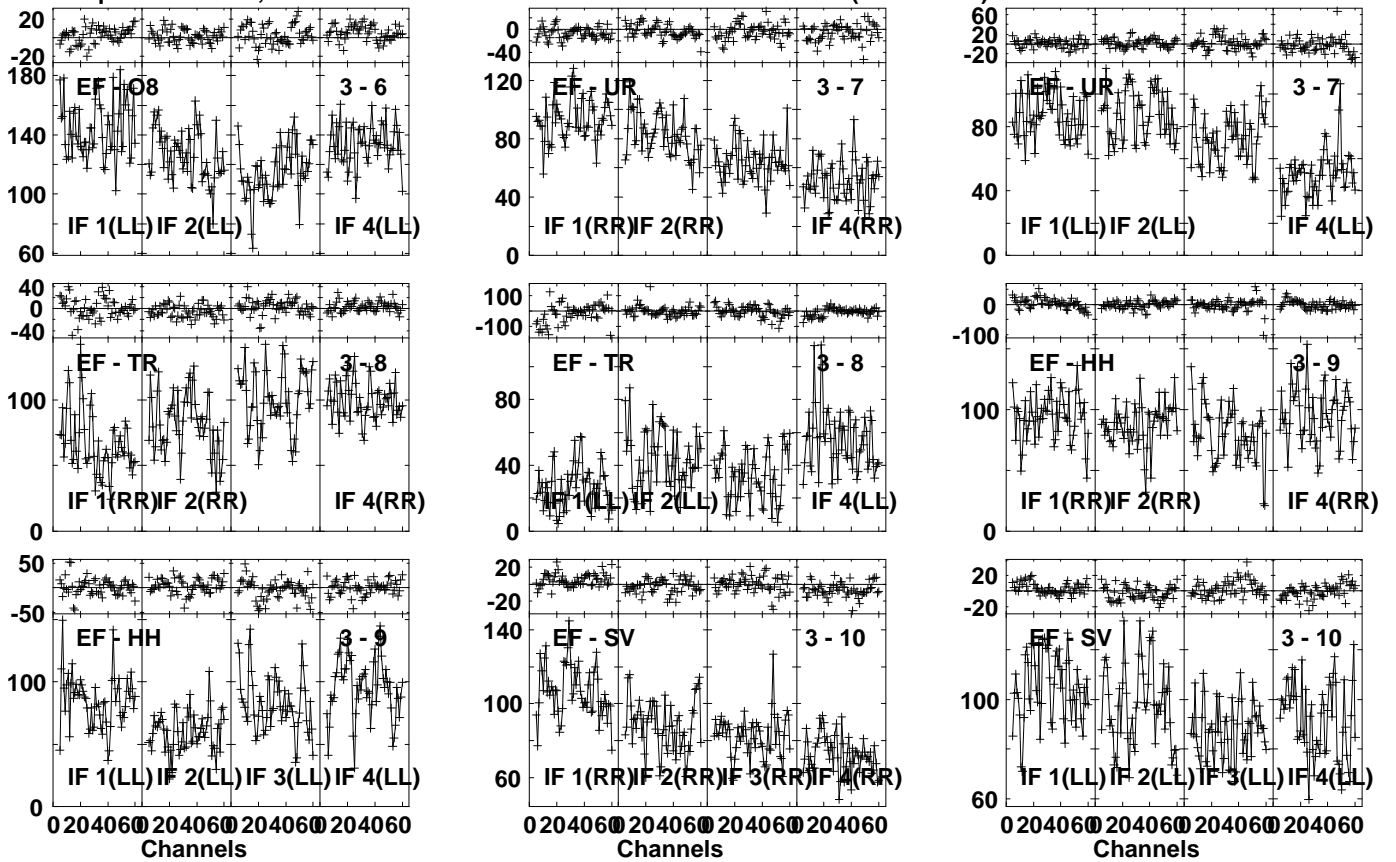 20
-20
180
140
100
60
EF - O8
3 - 6
IF 1(LL)
IF 2(LL)
IF 4(LL)
0
-40
120
80
40
0
EF - UR
3 - 7
IF 1(RR)
IF 2(RR)
IF 4(RR)
60
20
-20
80
40
0
EF - UR
3 - 7
IF 1(LL)
IF 2(LL)
IF 4(LL)
40
0
-40
100
0
EF - TR
3 - 8
IF 1(RR)
IF 2(RR)
IF 4(RR)
100
-100
80
40
0
EF - TR
3 - 8
IF 1(LL)
IF 2(LL)
IF 4(LL)
0
-100
100
0
EF - HH
3 - 9
IF 1(RR)
IF 2(RR)
IF 4(RR)
50
-50
100
0
EF - HH
3 - 9
IF 1(LL)
IF 2(LL)
IF 3(LL)
IF 4(LL)
0 20 40 60 0 20 40 60 0 20 40 60 0 20 40 60
Channels
20
-20
140
100
60
EF - SV
3 - 10
IF 1(RR)
IF 2(RR)
IF 3(RR)
IF 4(RR)
0 20 40 60 0 20 40 60 0 20 40 60 0 20 40 60
Channels
20
-20
100
60
EF - SV
3 - 10
IF 1(LL)
IF 2(LL)
IF 3(LL)
IF 4(LL)
0 20 40 60 0 20 40 60 0 20 40 60 0 20 40 60
Channels